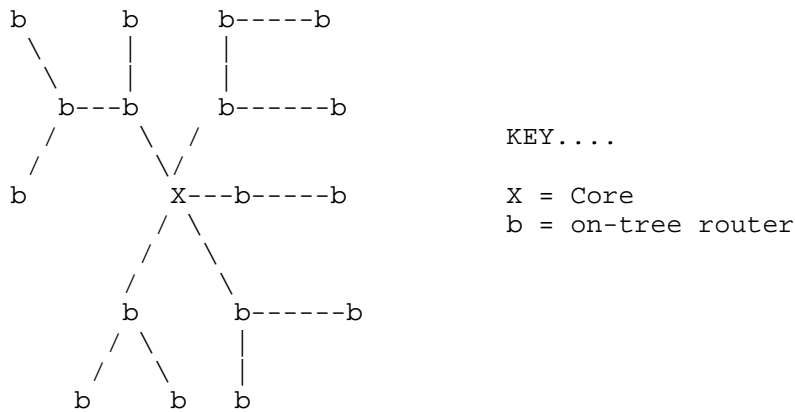 b b b-----b
b---b b------b
KEY....
b X---b-----b X = Core
b = on-tree router
b b------b
b b b